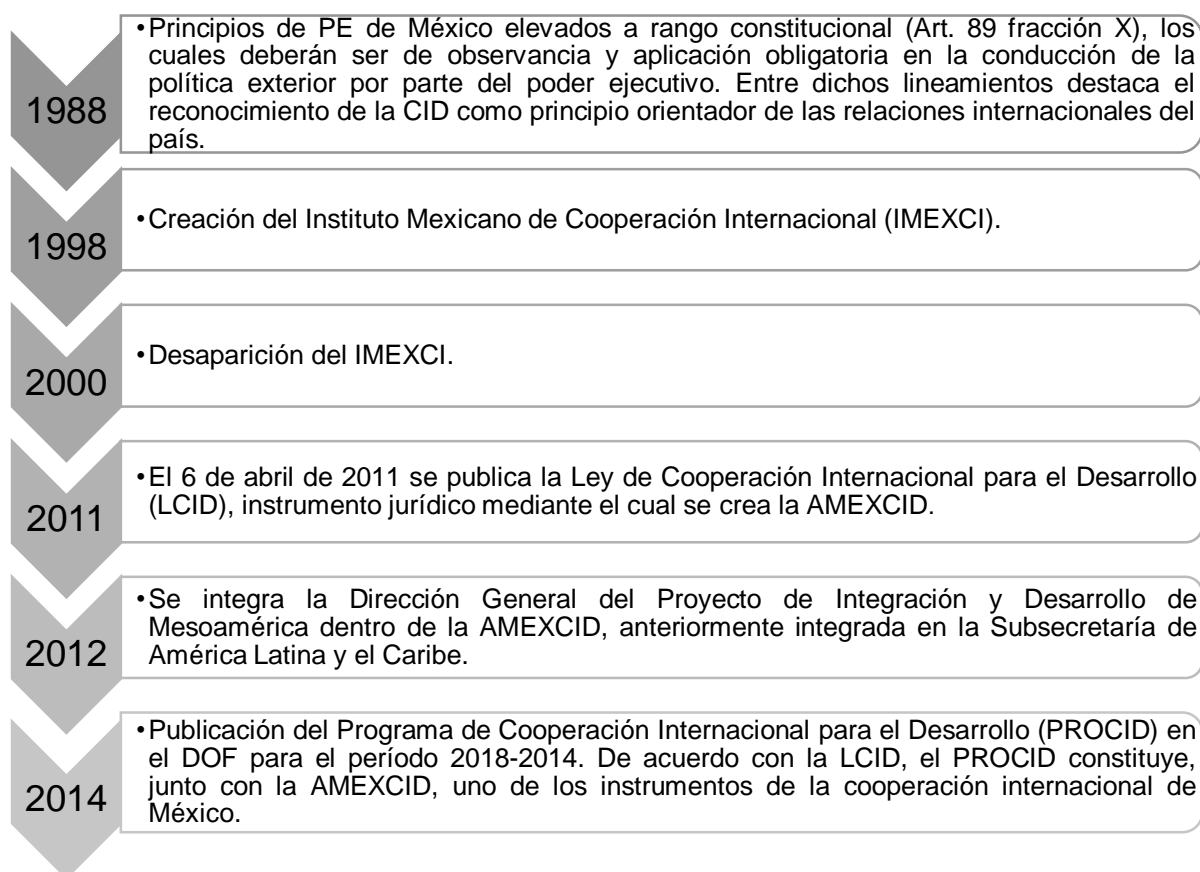 1988
•Principios de PE de México elevados a rango constitucional (Art. 89 fracción X), los
cuales deberán ser de observancia y aplicación obligatoria en la conducción de la
política exterior por parte del poder ejecutivo. Entre dichos lineamientos destaca el
reconocimiento de la CID como principio orientador de las relaciones internacionales del
país.
1998
•Creación del Instituto Mexicano de Cooperación Internacional (IMEXCI).
2000
•Desaparición del IMEXCI.
2011
•El 6 de abril de 2011 se publica la Ley de Cooperación Internacional para el Desarrollo
(LCID), instrumento jurídico mediante el cual se crea la AMEXCID.
2012
•Se integra la Dirección General del Proyecto de Integración y Desarrollo de
Mesoamérica dentro de la AMEXCID, anteriormente integrada en la Subsecretaría de
América Latina y el Caribe.
2014
•Publicación del Programa de Cooperación Internacional para el Desarrollo (PROCID) en
el DOF para el período 2018-2014. De acuerdo con la LCID, el PROCID constituye,
junto con la AMEXCID, uno de los instrumentos de la cooperación internacional de
México.